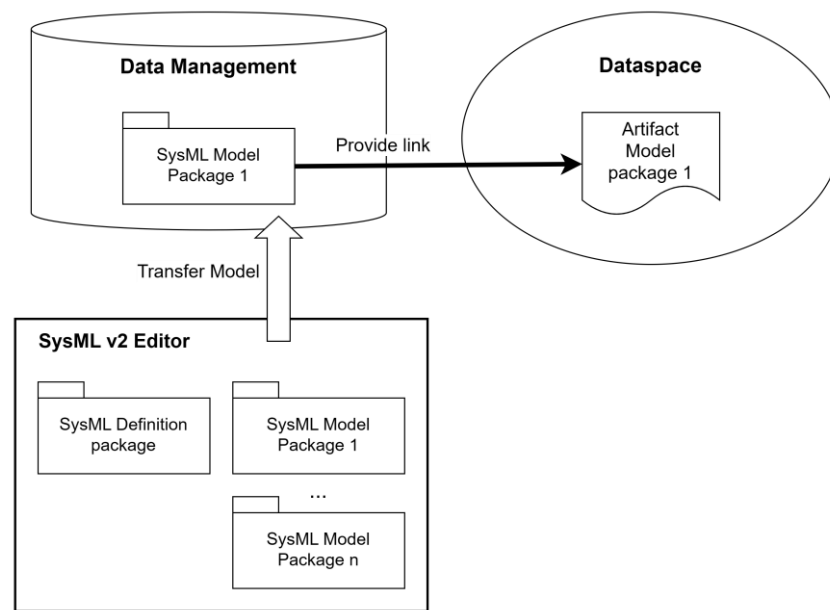 Data Management
Dataspace
SysML Model
Package 1
Provide link
Artifact
Model
package 1
Transfer Model
SysML v2 Editor
SysML Definition
package
SysML Model
Package 1
...
SysML Model
Package n